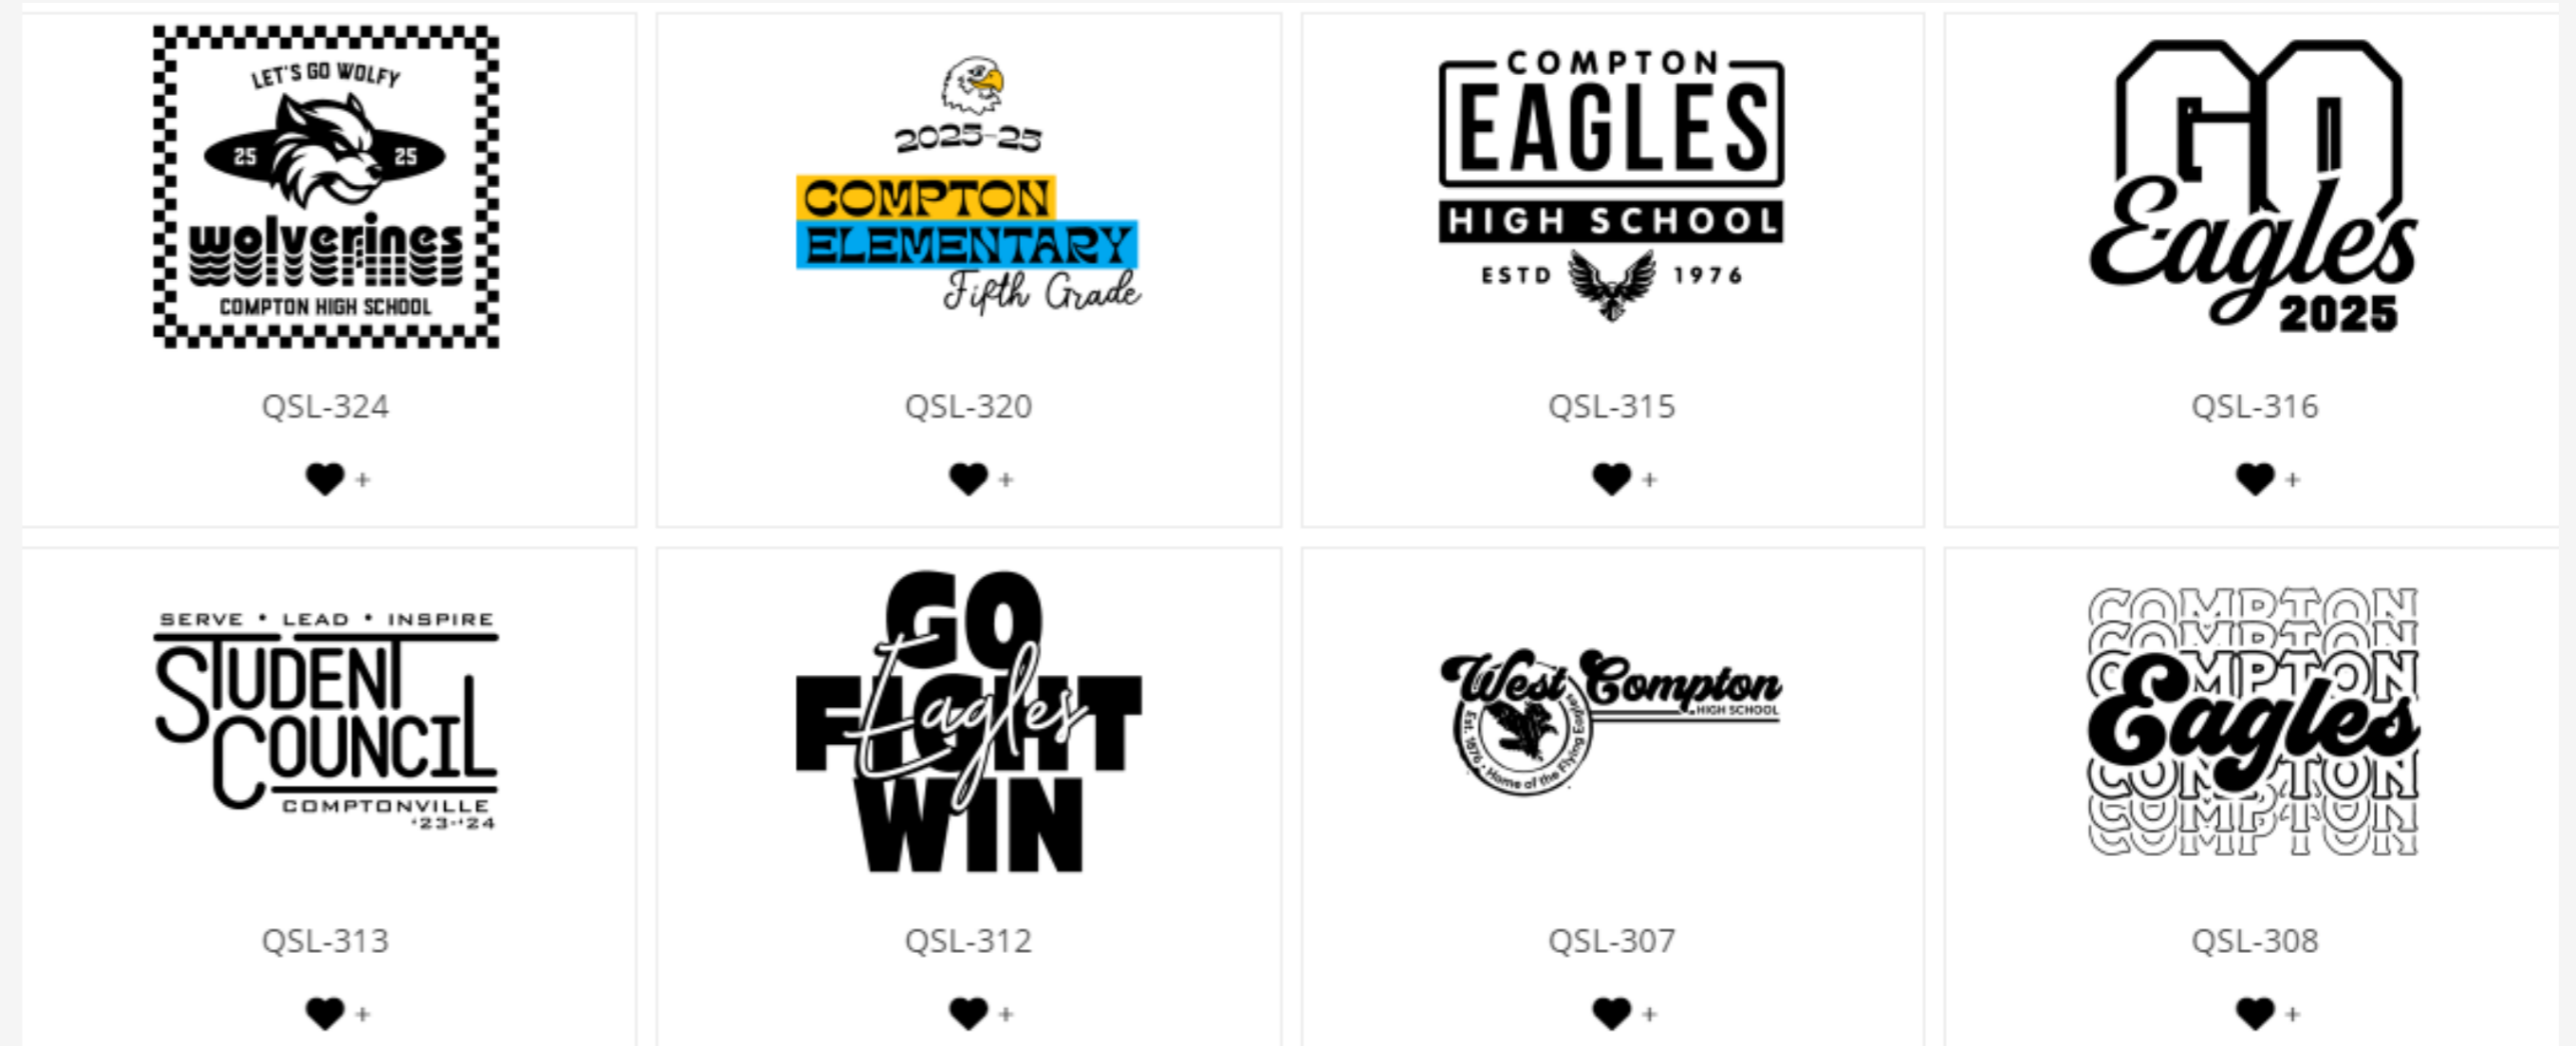 LET'S GO WOLFY
25 25
wolverines
COMPTON HIGH SCHOOL
QSL-324
+
2025-25
COMPTON
ELEMENTARY
Fifth Grade
QSL-320
+
COMPTON
EAGLES
HIGH SCHOOL
ESTD 1976
QSL-315
+
GO
Eagles
2025
QSL-316
+
SERVE • LEAD • INSPIRE
STUDENT
COUNCIL
COMPTONVILLE
'23-'24
QSL-313
+
GO
Eagles
FIGHT
WIN
QSL-312
+
West Compton
HIGH SCHOOL
Est. 1876 • Home of the Flying Eagles
QSL-307
+
COMPTON
COMPTON
COMPTON
Eagles
COMPTON
COMPTON
COMPTON
QSL-308
+